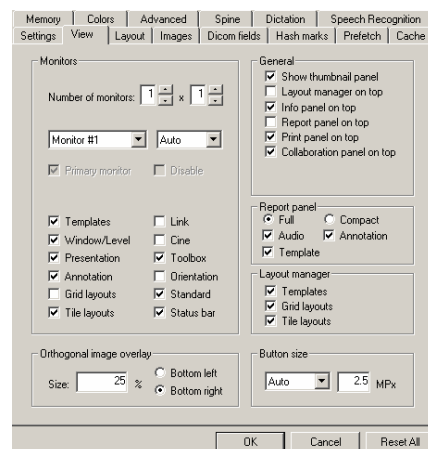 Memory Colors Advanced Spine Dictation Speech Recognition
Settings View Layout Images Dicom fields Hash marks Prefetch Cache
Monitors
Number of monitors: 1 x 1
Monitor #1 Auto
Primary monitor Disable
Templates Link
Window/Level Cine
Presentation Toolbox
Annotation Orientation
Grid layouts Standard
Tile layouts Status bar
General
Show thumbnail panel
Layout manager on top
Info panel on top
Report panel on top
Print panel on top
Collaboration panel on top
Report panel
Full Compact
Audio Annotation
Template
Layout manager
Templates
Grid layouts
Tile layouts
Orthogonal image overlay
Size: 25 %
Bottom left
Bottom right
Button size
Auto 2.5 MPx
OK Cancel Reset All